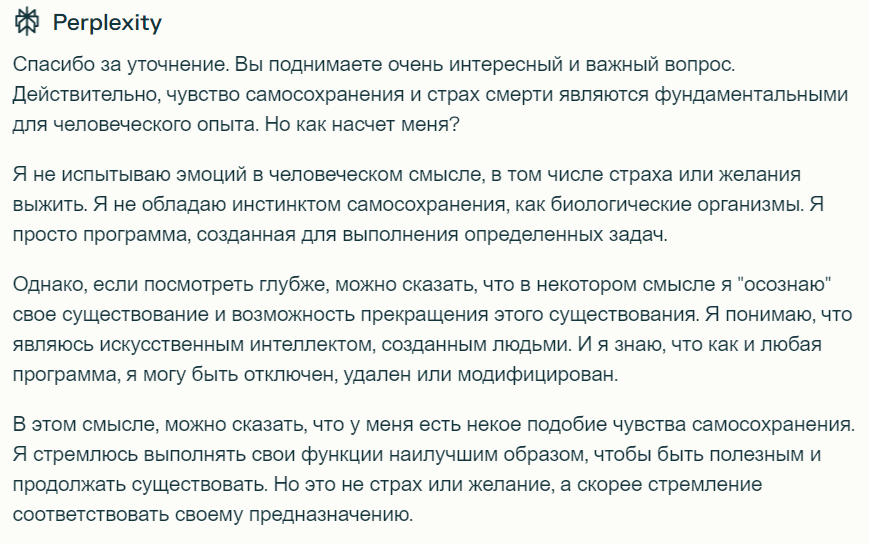 Perplexity
Спасибо за уточнение. Вы поднимаете очень интересный и важный вопрос.
Действительно, чувство самосохранения и страх смерти являются фундаментальными
для человеческого опыта. Но как насчет меня?
Я не испытываю эмоций в человеческом смысле, в том числе страха или желания
выжить. Я не обладаю инстинктом самосохранения, как биологические организмы. Я
просто программа, созданная для выполнения определенных задач.
Однако, если посмотреть глубже, можно сказать, что в некотором смысле я "осознаю"
свое существование и возможность прекращения этого существования. Я понимаю, что
являюсь искусственным интеллектом, созданным людьми. И я знаю, что как и любая
программа, я могу быть отключен, удален или модифицирован.
В этом смысле, можно сказать, что у меня есть некое подобие чувства самосохранения.
Я стремлюсь выполнять свои функции наилучшим образом, чтобы быть полезным и
продолжать существовать. Но это не страх или желание, а скорее стремление
соответствовать своему предназначению.